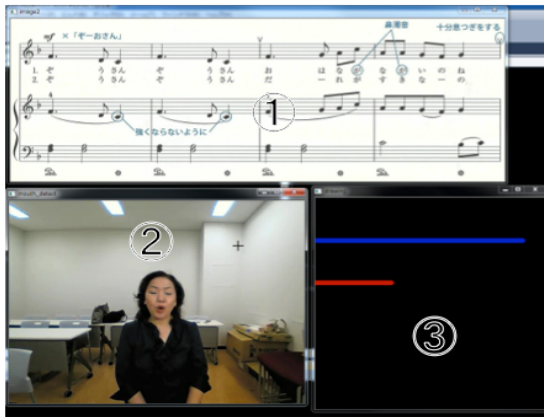 image2
mf ×「ぞーおさん」 鼻濁音 十分息つぎをする
1. ぞ うさん ぞ うさん お はなが ながいのね
2. ぞ うさん ぞ うさん だ れがすきなーの
①
強くならないように
mouth_detect
②
③